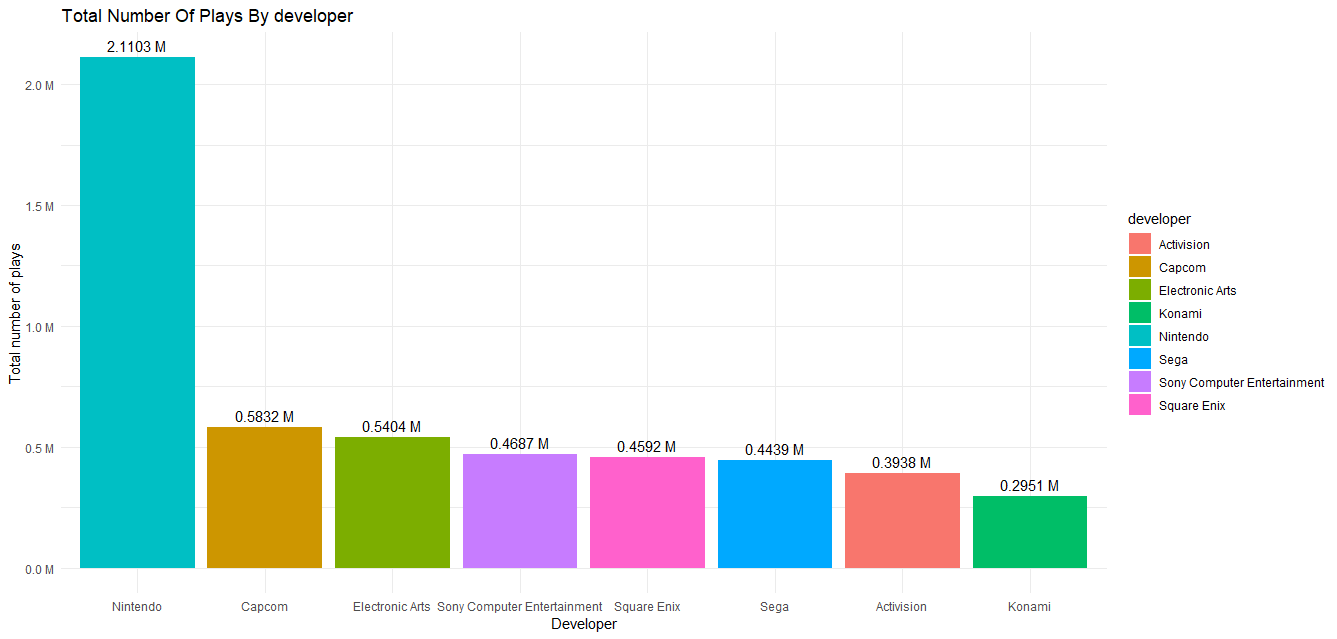 Total Number Of Plays By developer
2.1103 M
0.5832 M
0.5404 M
0.4687 M
0.4592 M
0.4439 M
0.3938 M
0.2951 M
2.0 M
1.5 M
1.0 M
0.5 M
0.0 M
Total number of plays
Nintendo
Capcom
Electronic Arts
Sony Computer Entertainment
Square Enix
Sega
Activision
Konami
Developer
developer
Activision
Capcom
Electronic Arts
Konami
Nintendo
Sega
Sony Computer Entertainment
Square Enix